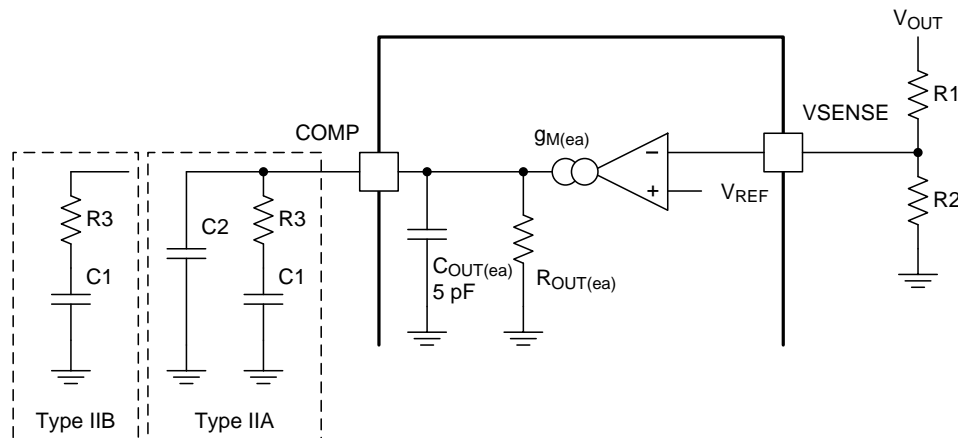 VOUT
R1
VSENSE
COMP
gM(ea)
VREF
R2
R3
C2
R3
C1
C1
COUT(ea)
5 pF
ROUT(ea)
Type IIB
Type IIA